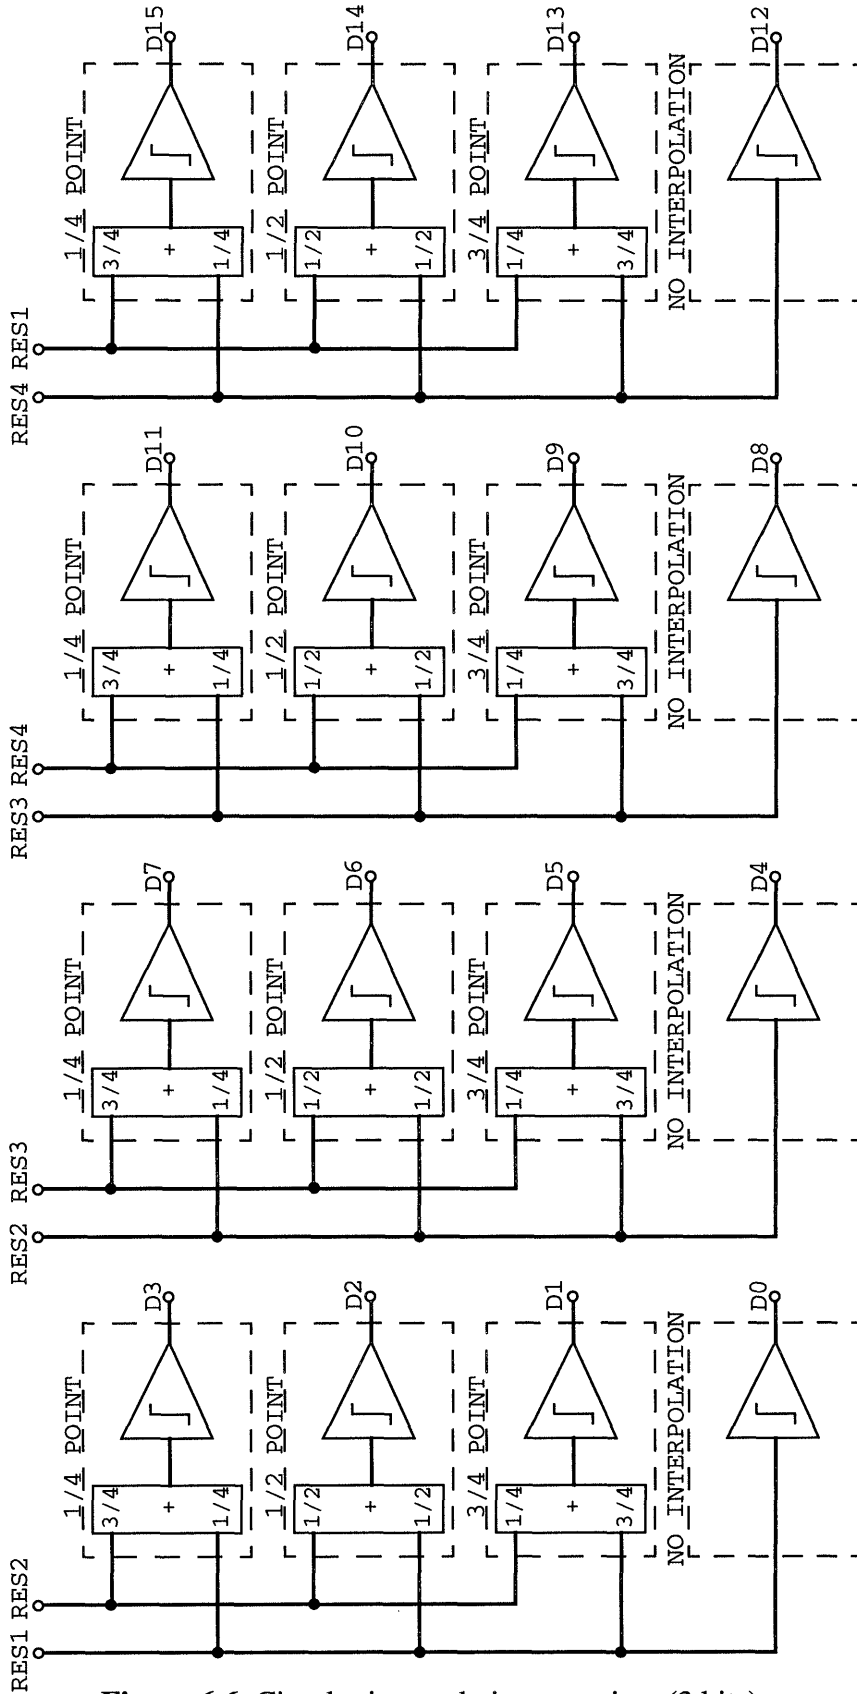 D15
D14
D13
D12
1/4 POINT
1/2 POINT
3/4 POINT
NO INTERPOLATION
3/4 + 1/4
1/2 + 1/2
1/4 + 3/4
RES1
RES4
D11
D10
D9
D8
1/4 POINT
1/2 POINT
3/4 POINT
NO INTERPOLATION
3/4 + 1/4
1/2 + 1/2
1/4 + 3/4
RES4
RES3
D7
D6
D5
D4
1/4 POINT
1/2 POINT
3/4 POINT
NO INTERPOLATION
3/4 + 1/4
1/2 + 1/2
1/4 + 3/4
RES3
RES2
D3
D2
D1
D0
1/4 POINT
1/2 POINT
3/4 POINT
NO INTERPOLATION
3/4 + 1/4
1/2 + 1/2
1/4 + 3/4
RES2
RES1